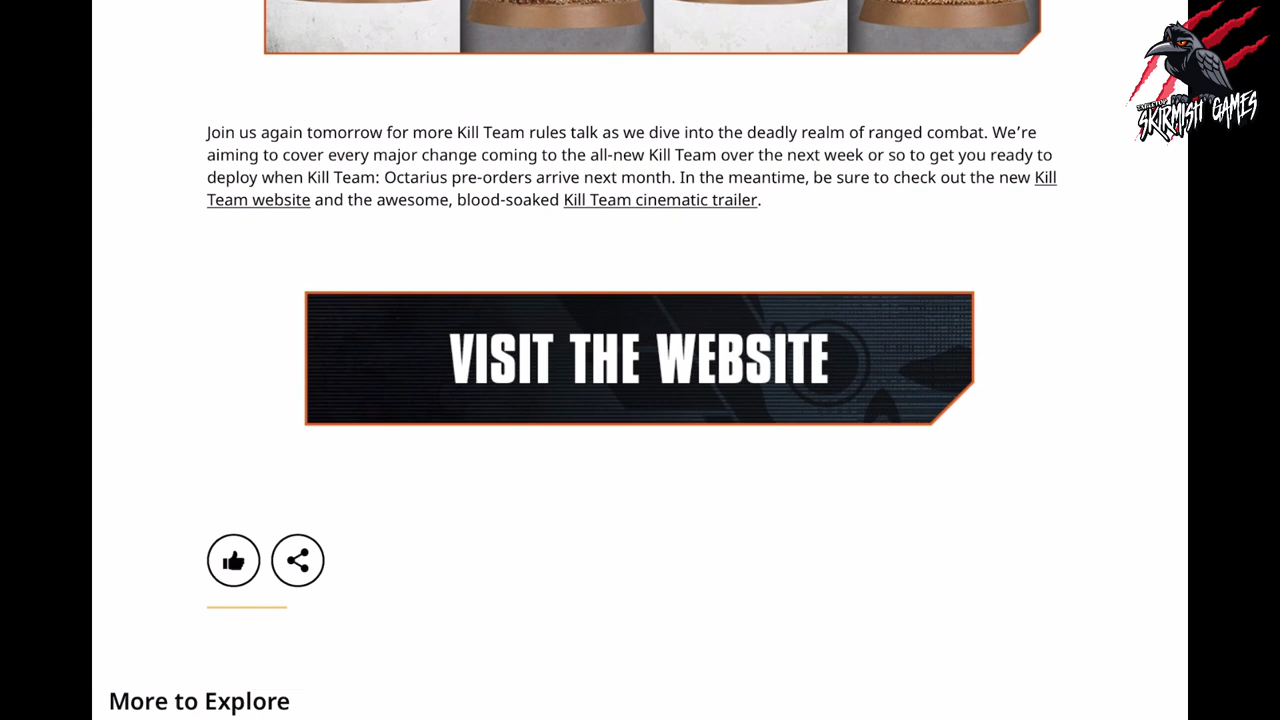 TABLETOP
SKIRMISH GAMES
Join us again tomorrow for more Kill Team rules talk as we dive into the deadly realm of ranged combat. We’re
aiming to cover every major change coming to the all-new Kill Team over the next week or so to get you ready to
deploy when Kill Team: Octarius pre-orders arrive next month. In the meantime, be sure to check out the new Kill
Team website and the awesome, blood-soaked Kill Team cinematic trailer.
VISIT THE WEBSITE
More to Explore